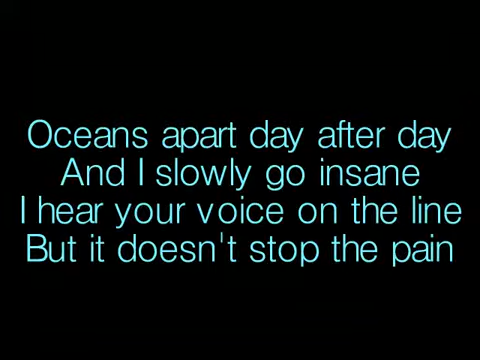 Oceans apart day after day
And I slowly go insane
I hear your voice on the line
But it doesn't stop the pain